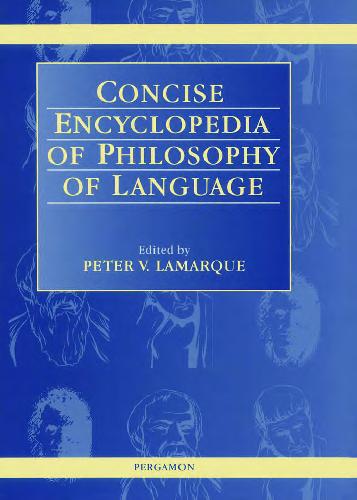 CONCISE
ENCYCLOPEDIA
OF PHILOSOPHY
OF LANGUAGE
Edited by
PETER V. LAMARQUE
PERGAMON